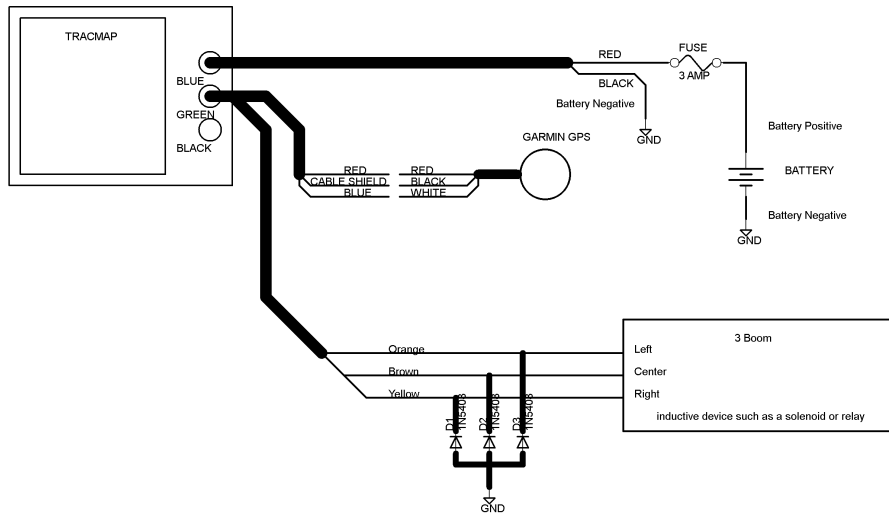 TRACMAP
BLUE
GREEN
BLACK
RED
FUSE
3 AMP
BLACK
Battery Negative
GND
Battery Positive
BATTERY
Battery Negative
GND
GARMIN GPS
RED RED
CABLE SHIELD BLACK
BLUE WHITE
Orange
Brown
Yellow
3 Boom
Left
Center
Right
inductive device such as a solenoid or relay
D1
1N5408
D2
1N5408
D3
1N5408
GND